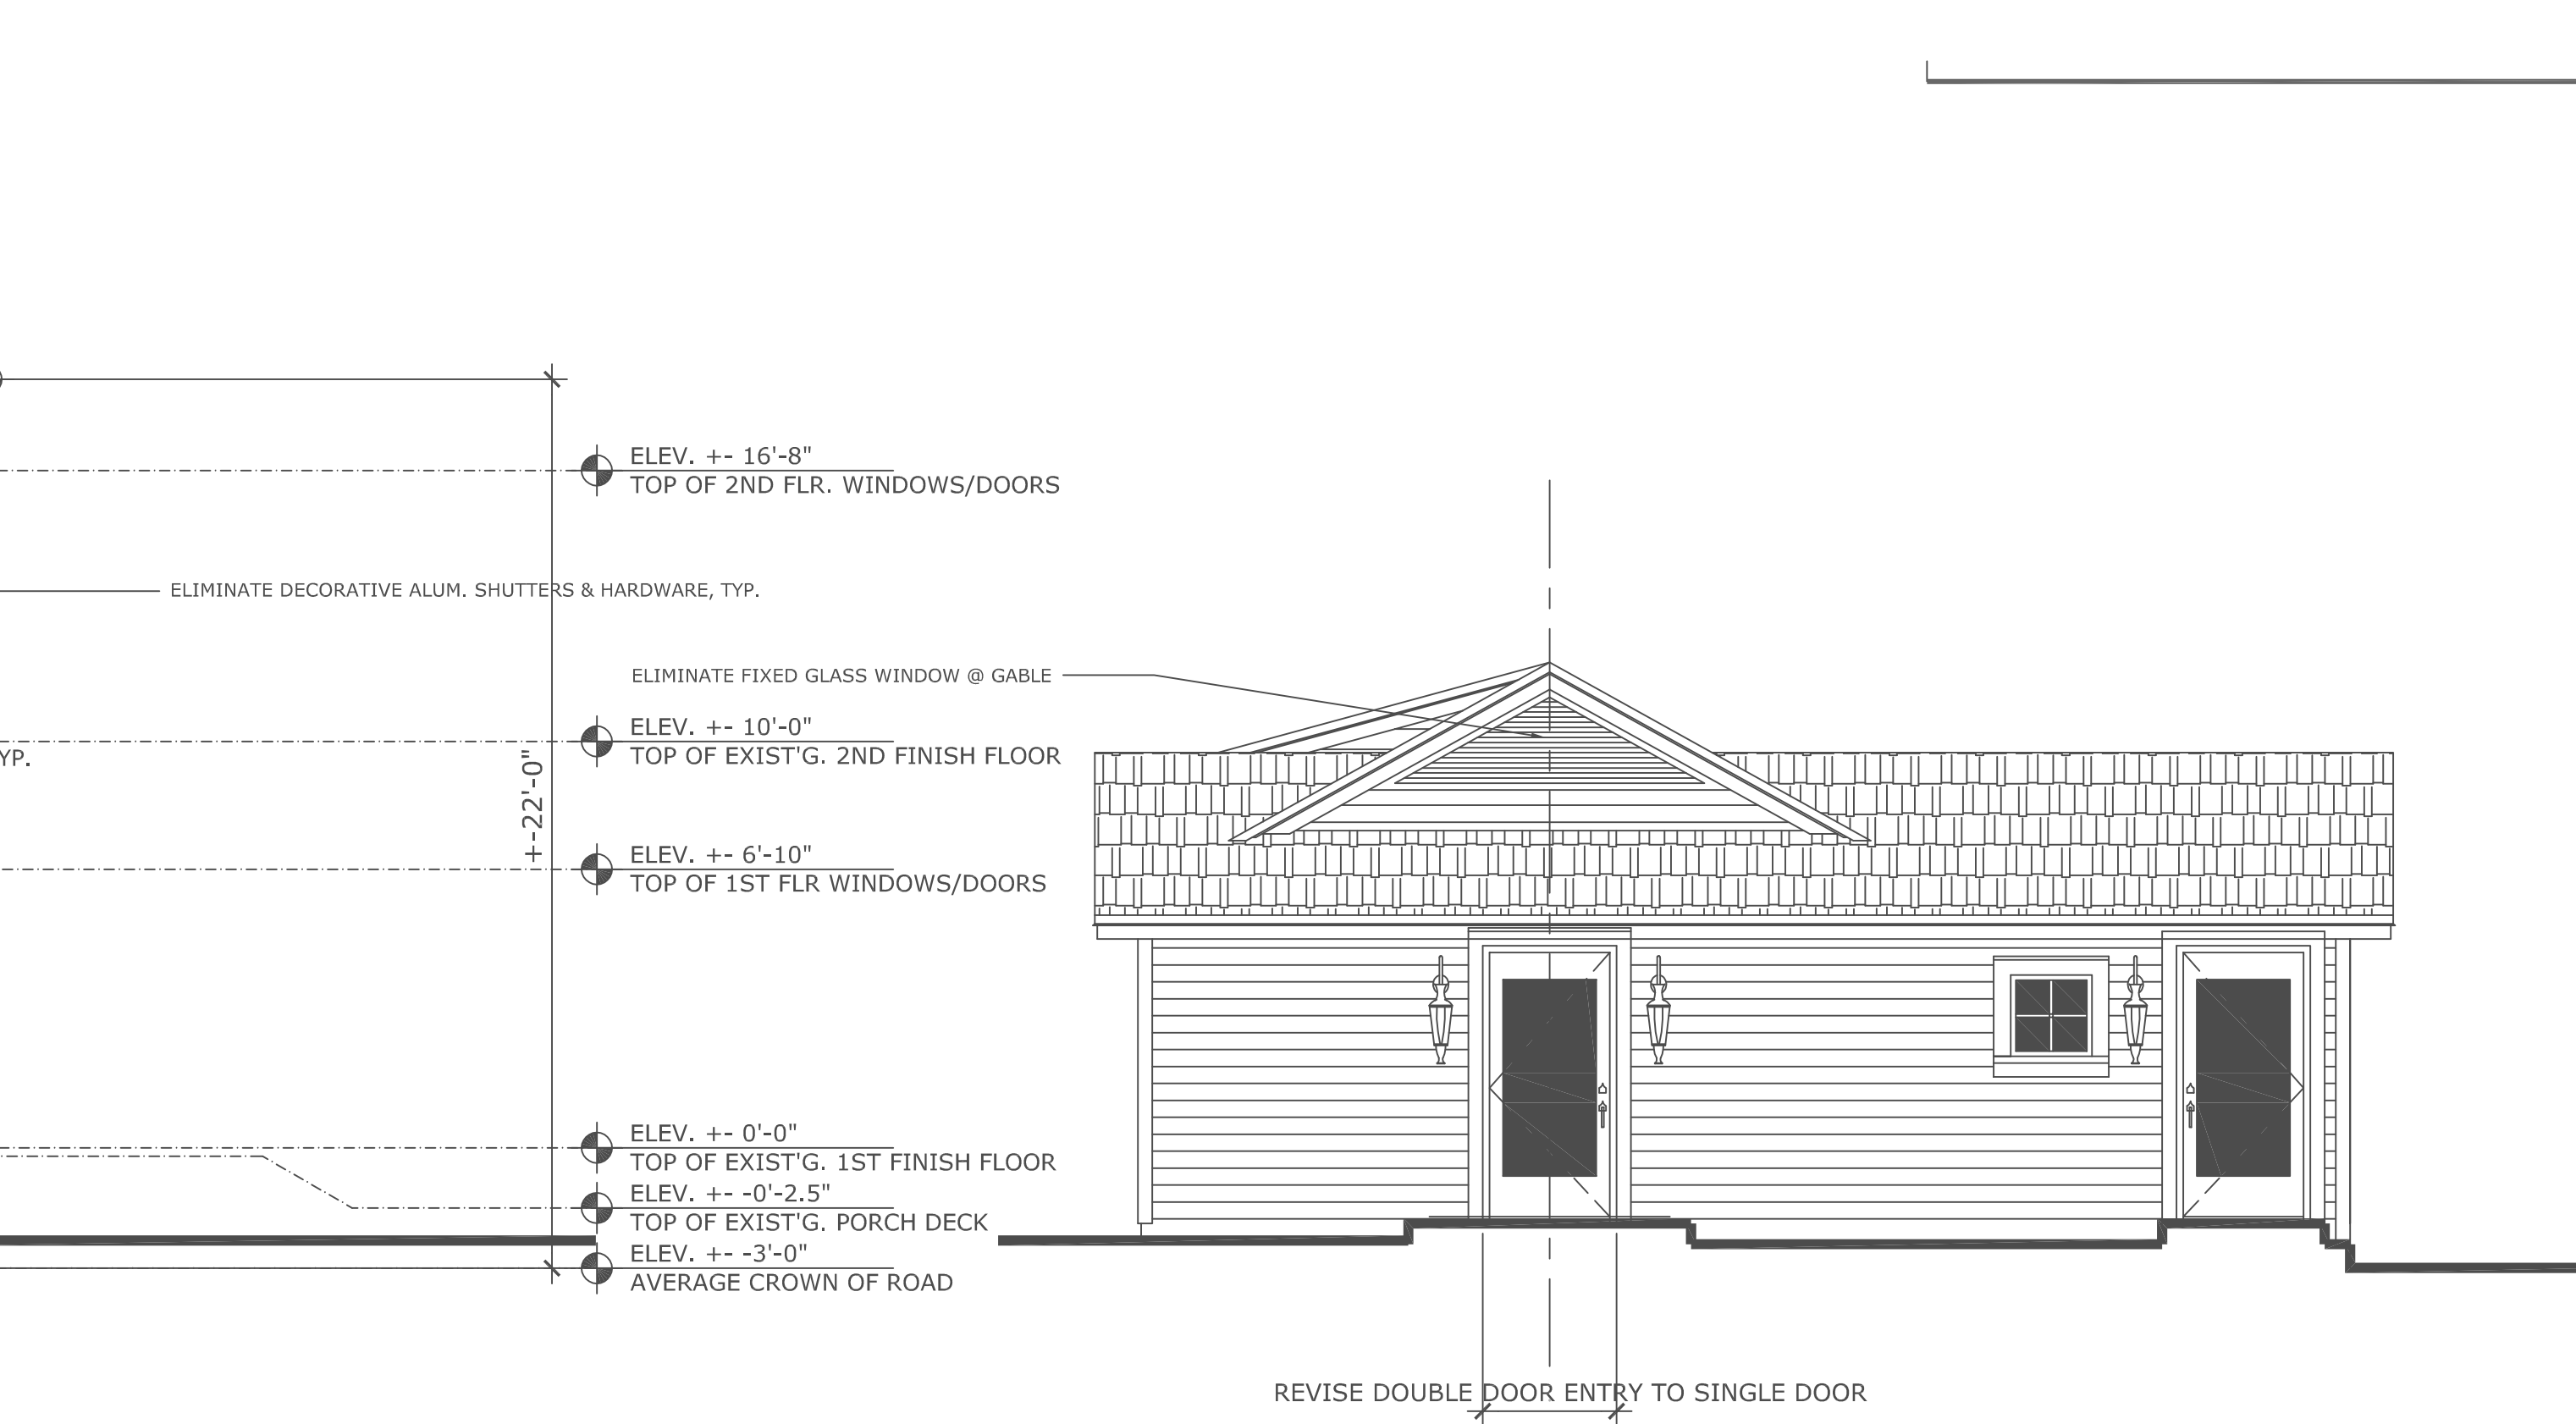 ELEV. +- 16'-8"
TOP OF 2ND FLR. WINDOWS/DOORS
ELIMINATE DECORATIVE ALUM. SHUTTERS & HARDWARE, TYP.
ELIMINATE FIXED GLASS WINDOW @ GABLE
ELEV. +- 10'-0"
TOP OF EXIST'G. 2ND FINISH FLOOR
YP.
+-22'-0"
ELEV. +- 6'-10"
TOP OF 1ST FLR WINDOWS/DOORS
ELEV. +- 0'-0"
TOP OF EXIST'G. 1ST FINISH FLOOR
ELEV. +- -0'-2.5"
TOP OF EXIST'G. PORCH DECK
ELEV. +- -3'-0"
AVERAGE CROWN OF ROAD
REVISE DOUBLE DOOR ENTRY TO SINGLE DOOR